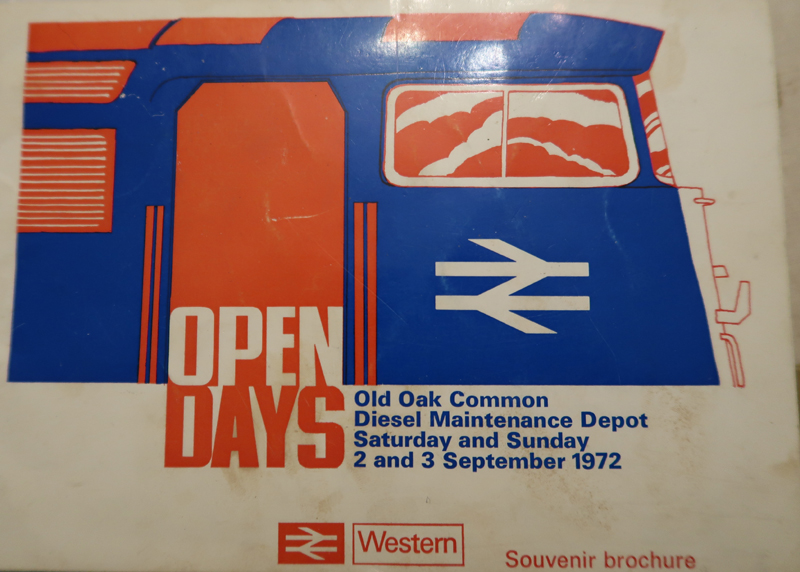 OPEN
DAYS
Old Oak Common
Diesel Maintenance Depot
Saturday and Sunday
2 and 3 September 1972
Western
Souvenir brochure